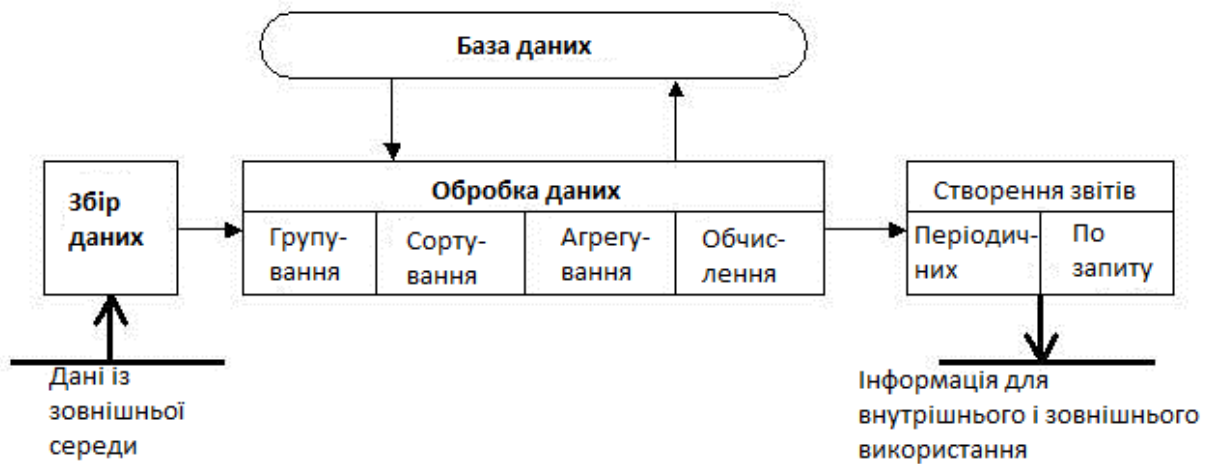 База даних
Збір
даних
Обробка даних
Групу-
вання
Сорту-
вання
Агрегу-
вання
Обчис-
лення
Створення звітів
Періодич-
них
По
запиту
Дані із
зовнішньої
середи
Інформація для
внутрішнього і зовнішнього
використання